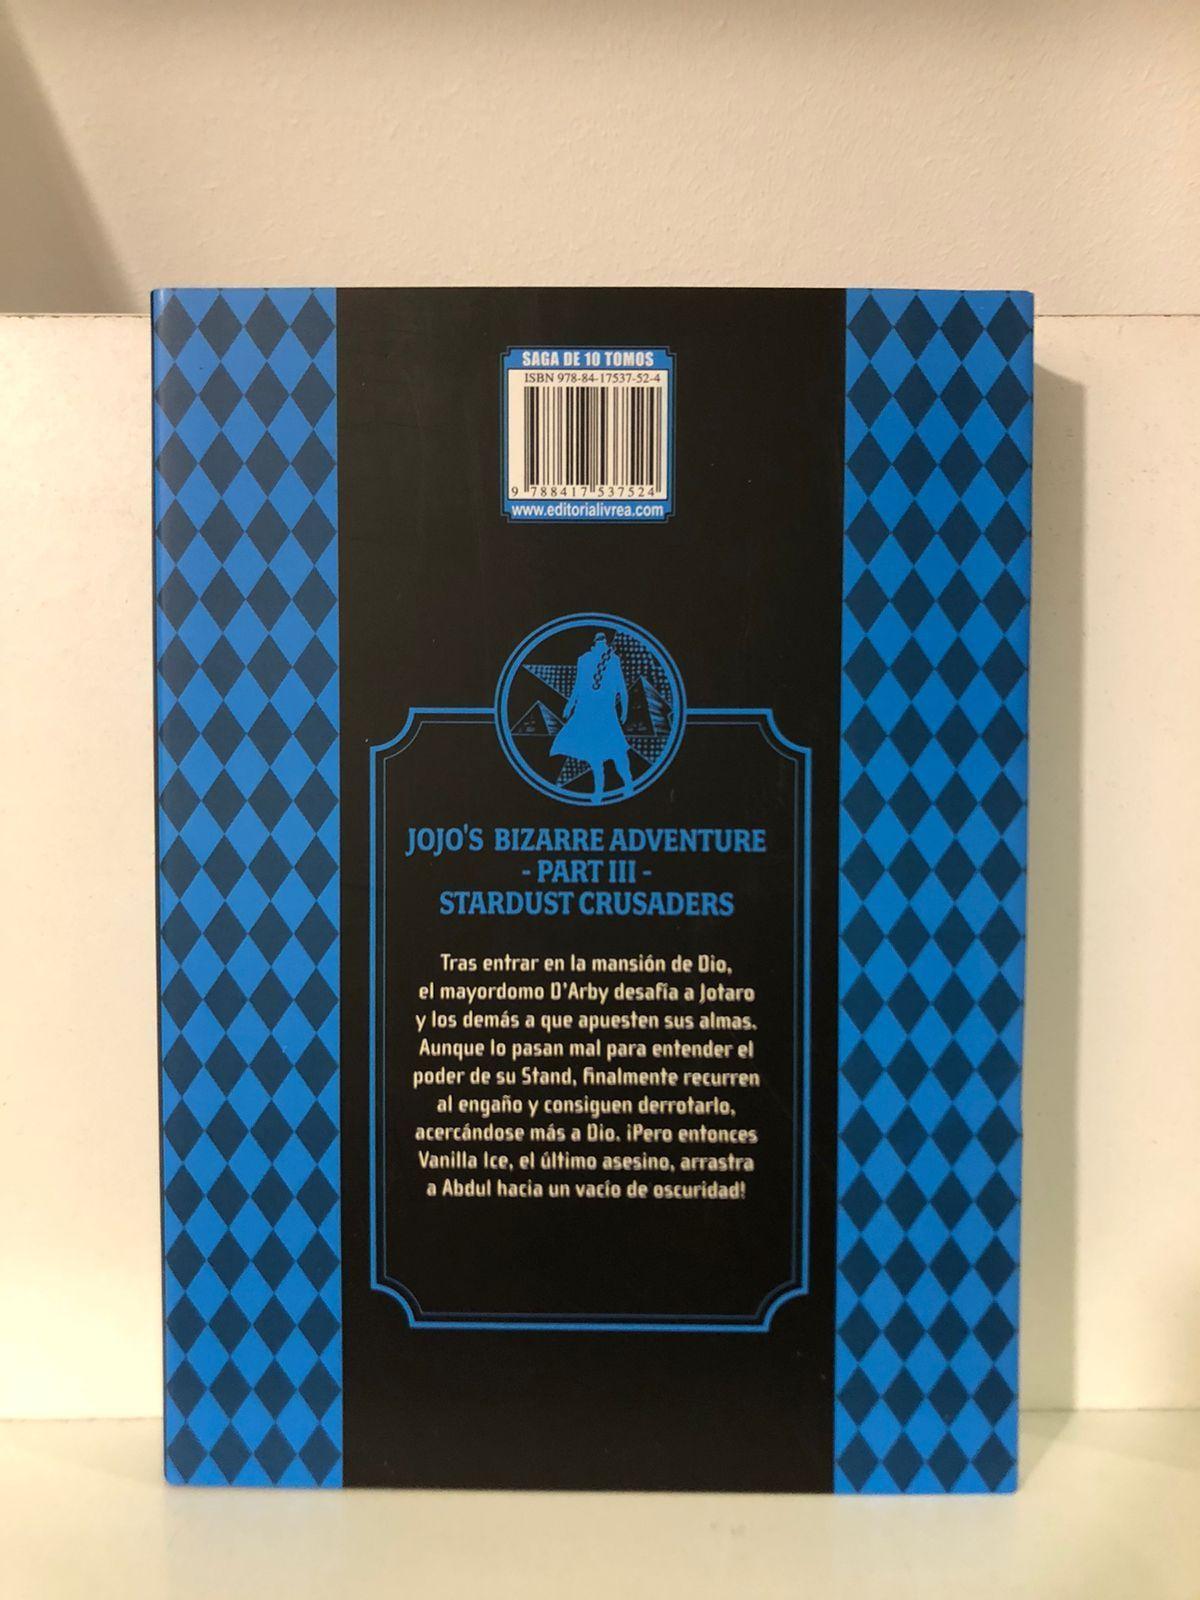 SAGA DE 10 TOMOS
ISBN 978-84-17537-52-4
9 788417 537524
www.editorialivrea.com
JOJO'S BIZARRE ADVENTURE
- PART III -
STARDUST CRUSADERS
Tras entrar en la mansión de Dio,
el mayordomo D'Arby desafía a Jotaro
y los demás a que apuesten sus almas.
Aunque lo pasan mal para entender el
poder de su Stand, finalmente recurren
al engaño y consiguen derrotarlo,
acercándose más a Dio. ¡Pero entonces
Vanilla Ice, el último asesino, arrastra
a Abdul hacia un vacío de oscuridad!